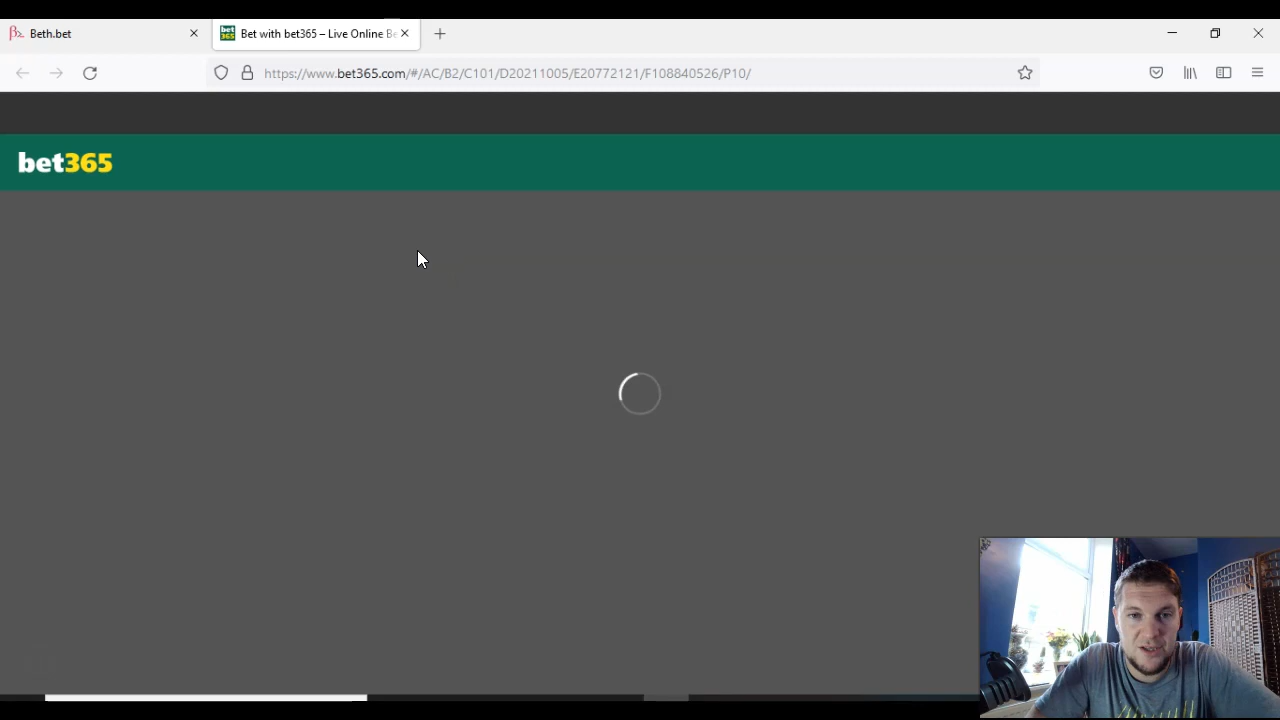 Beth.bet
Bet with bet365 – Live Online Be
https://www.bet365.com/#/AC/B2/C101/D20211005/E20772121/F108840526/P10/
bet365